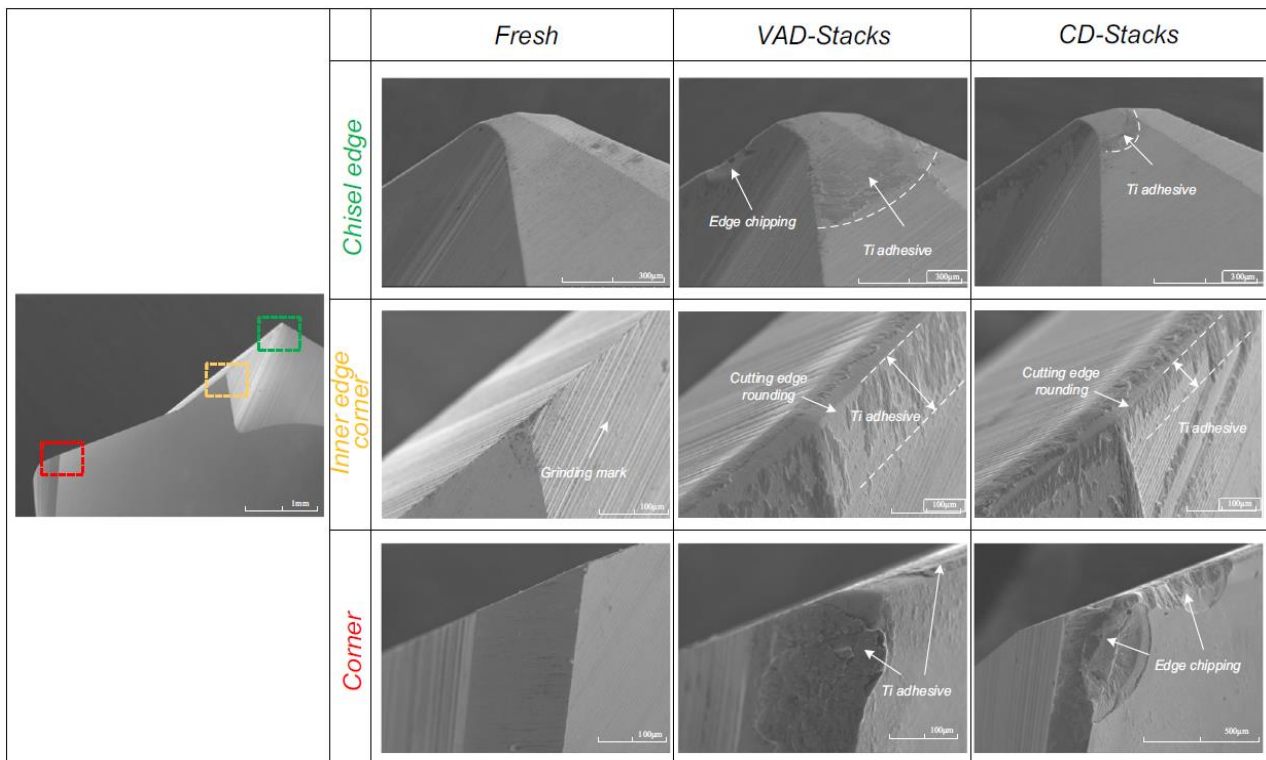 Fresh
VAD-Stacks
CD-Stacks
Chisel edge
300μm
Edge chipping
Ti adhesive
300μm
Ti adhesive
300μm
1mm
Inner edge
corner
Grinding mark
100μm
Cutting edge
rounding
Ti adhesive
100μm
Cutting edge
rounding
Ti adhesive
100μm
Corner
100μm
Ti adhesive
100μm
Edge chipping
500μm